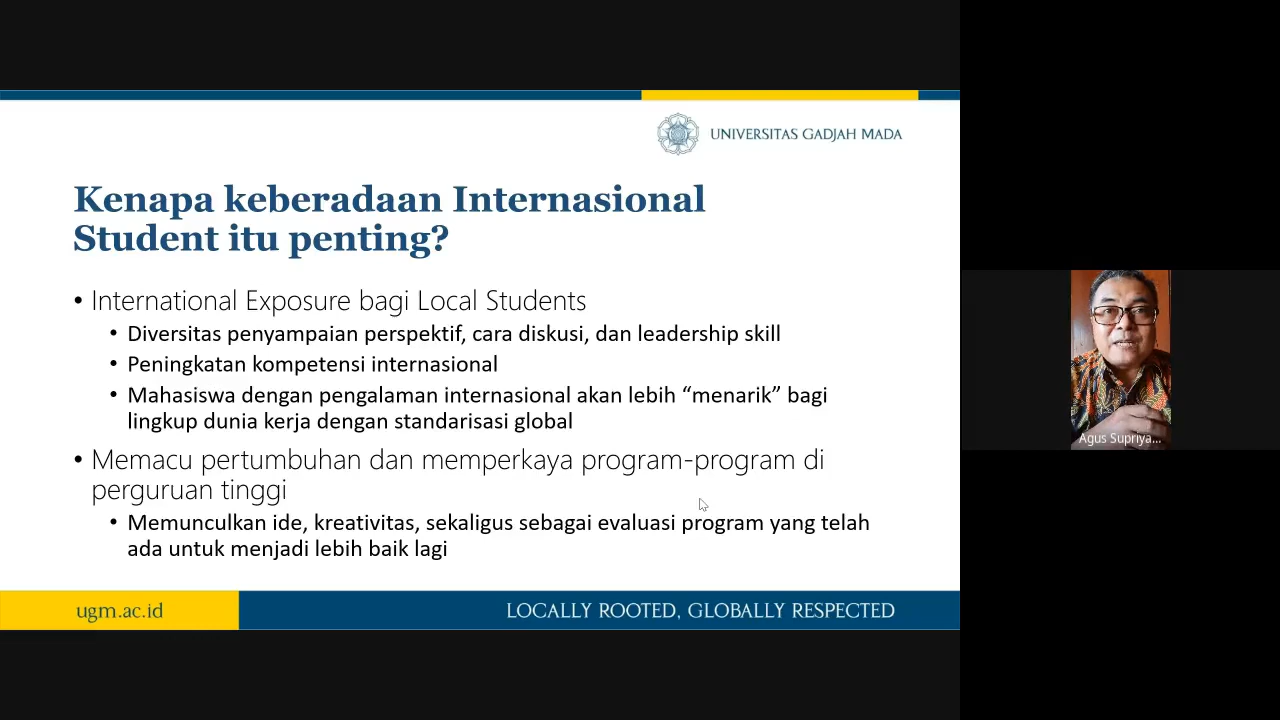 UNIVERSITAS GADJAH MADA
Kenapa keberadaan Internasional
Student itu penting?
• International Exposure bagi Local Students
• Diversitas penyampaian perspektif, cara diskusi, dan leadership skill
• Peningkatan kompetensi internasional
• Mahasiswa dengan pengalaman internasional akan lebih “menarik” bagi
lingkup dunia kerja dengan standarisasi global
• Memacu pertumbuhan dan memperkaya program-program di
perguruan tinggi
• Memunculkan ide, kreativitas, sekaligus sebagai evaluasi program yang telah
ada untuk menjadi lebih baik lagi
ugm.ac.id
LOCALLY ROOTED, GLOBALLY RESPECTED
Agus Supriya...